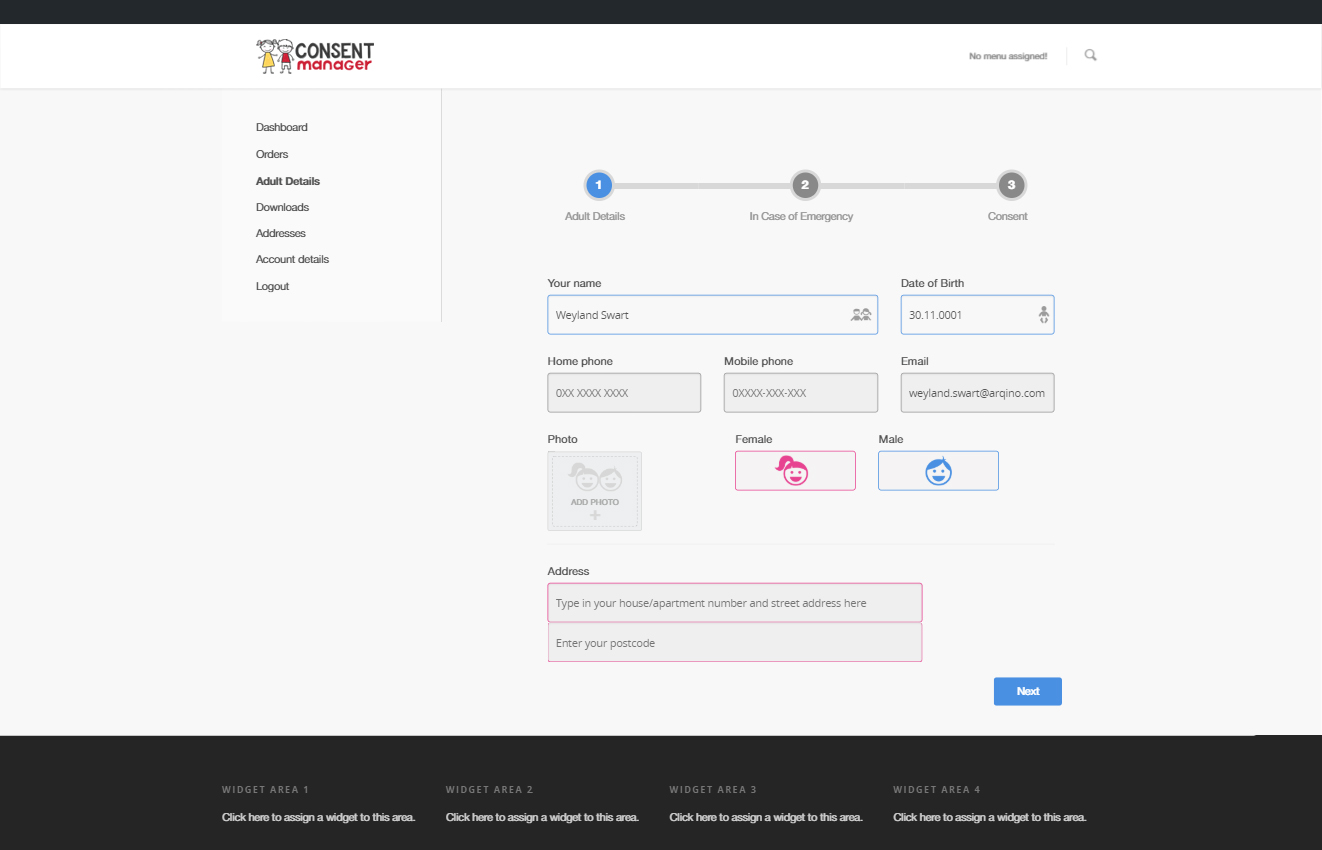 CONSENT
manager
No menu assigned!
Dashboard
Orders
Adult Details
Downloads
Addresses
Account details
Logout
1 2 3
Adult Details In Case of Emergency Consent
Your name Date of Birth
Weyland Swart 30.11.0001
Home phone Mobile phone Email
0XX XXXX XXXX 0XXXX-XXX-XXX weyland.swart@arqino.com
Photo Female Male
ADD PHOTO
+
Address
Type in your house/apartment number and street address here
Enter your postcode
Next
WIDGET AREA 1 WIDGET AREA 2 WIDGET AREA 3 WIDGET AREA 4
Click here to assign a widget to this area. Click here to assign a widget to this area. Click here to assign a widget to this area. Click here to assign a widget to this area.